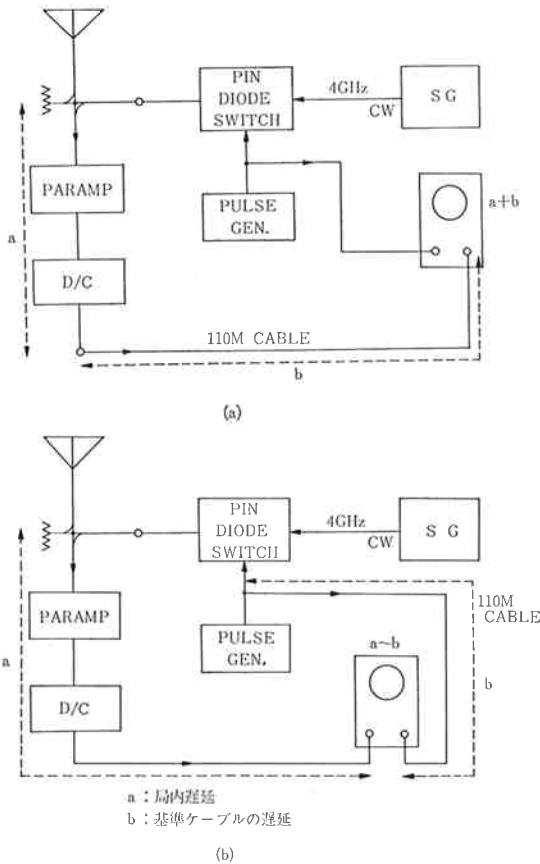 PIN
DIODE
SWITCH
4GHz
CW
S G
PARAMP
PULSE
GEN.
a+b
a
D/C
110M CABLE
b
(a)
PIN
DIODE
SWITCH
4GHz
CW
S G
PARAMP
PULSE
GEN.
110M
CABLE
a~b
a
b
D/C
a：局内遅延
b：基準ケーブルの遅延
(b)